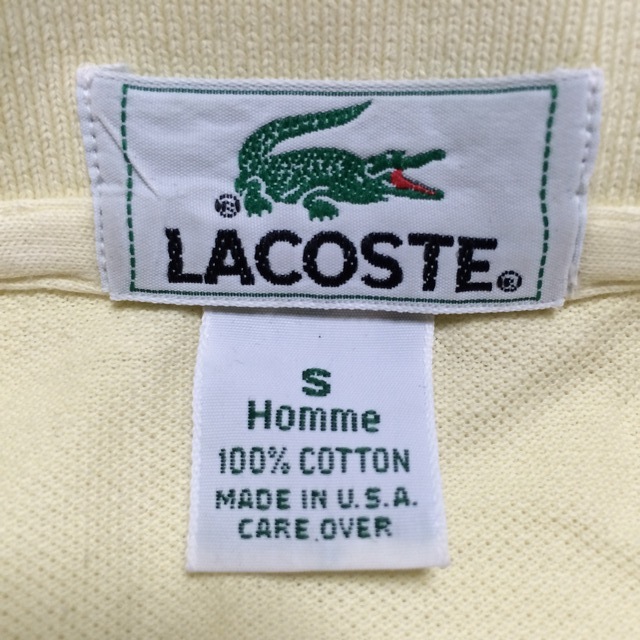 ®
LACOSTE®
S
Homme
100% COTTON
MADE IN U.S.A.
CARE OVER